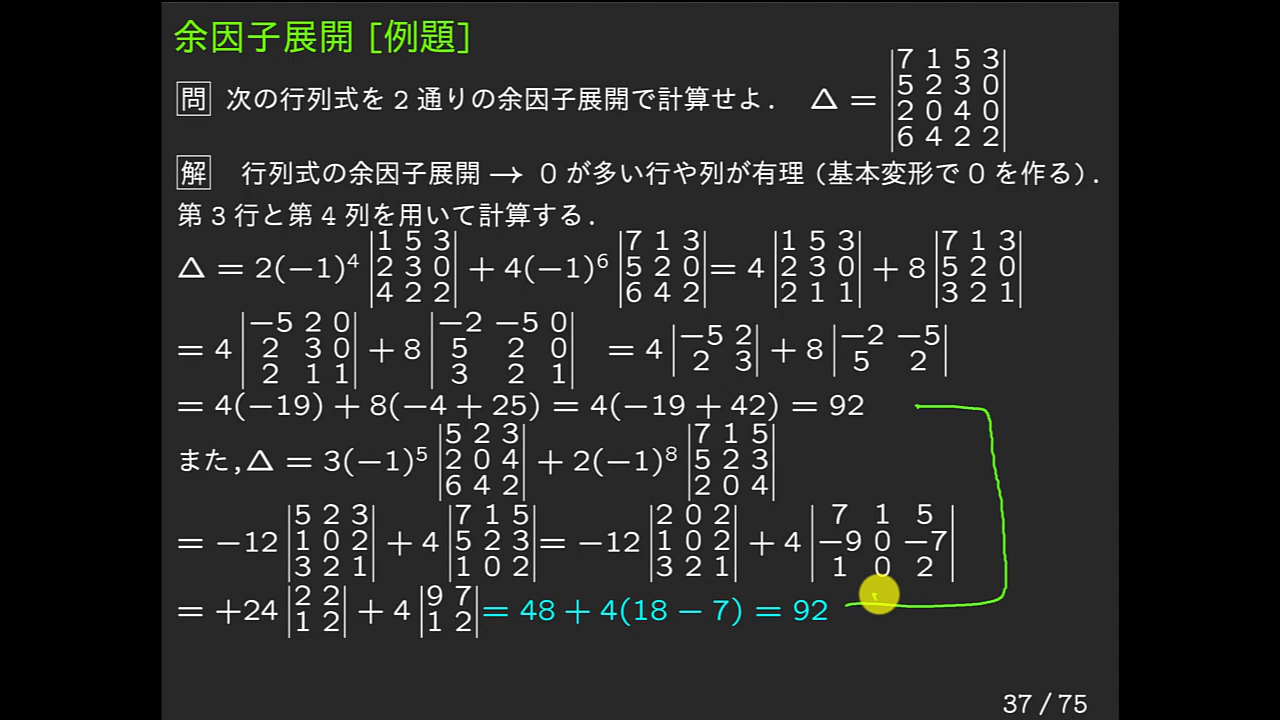 余因子展開 [例題]
問 次の行列式を 2 通りの余因子展開で計算せよ. Δ = |7 1 5 3|
|5 2 3 0|
|2 0 4 0|
|6 4 2 2|
解 行列式の余因子展開 → 0 が多い行や列が有理 (基本変形で 0 を作る).
第 3 行と第 4 列を用いて計算する.
Δ = 2(−1)⁴ |1 5 3; 2 3 0; 4 2 2| + 4(−1)⁶ |7 1 3; 5 2 0; 6 4 2| = 4 |1 5 3; 2 3 0; 2 1 1| + 8 |7 1 3; 5 2 0; 3 2 1|
= 4 |−5 2 0; 2 3 0; 2 1 1| + 8 |−2 −5 0; 5 2 0; 3 2 1| = 4 |−5 2; 2 3| + 8 |−2 −5; 5 2|
= 4(−19) + 8(−4 + 25) = 4(−19 + 42) = 92
また, Δ = 3(−1)⁵ |5 2 3; 2 0 4; 6 4 2| + 2(−1)⁸ |7 1 5; 5 2 3; 2 0 4|
= −12 |5 2 3; 1 0 2; 3 2 1| + 4 |7 1 5; 5 2 3; 1 0 2| = −12 |2 0 2; 1 0 2; 3 2 1| + 4 |7 1 5; −9 0 −7; 1 0 2|
= +24 |2 2; 1 2| + 4 |9 7; 1 2| = 48 + 4(18 − 7) = 92
37 / 75